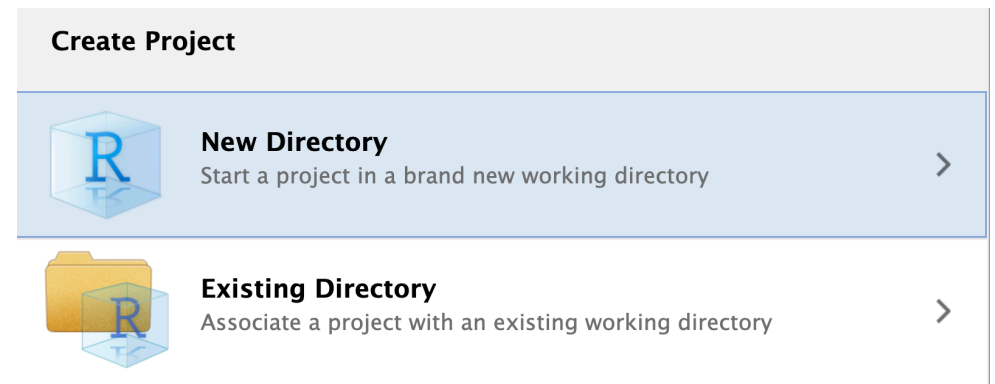 Create Project
R
New Directory
Start a project in a brand new working directory
R
Existing Directory
Associate a project with an existing working directory